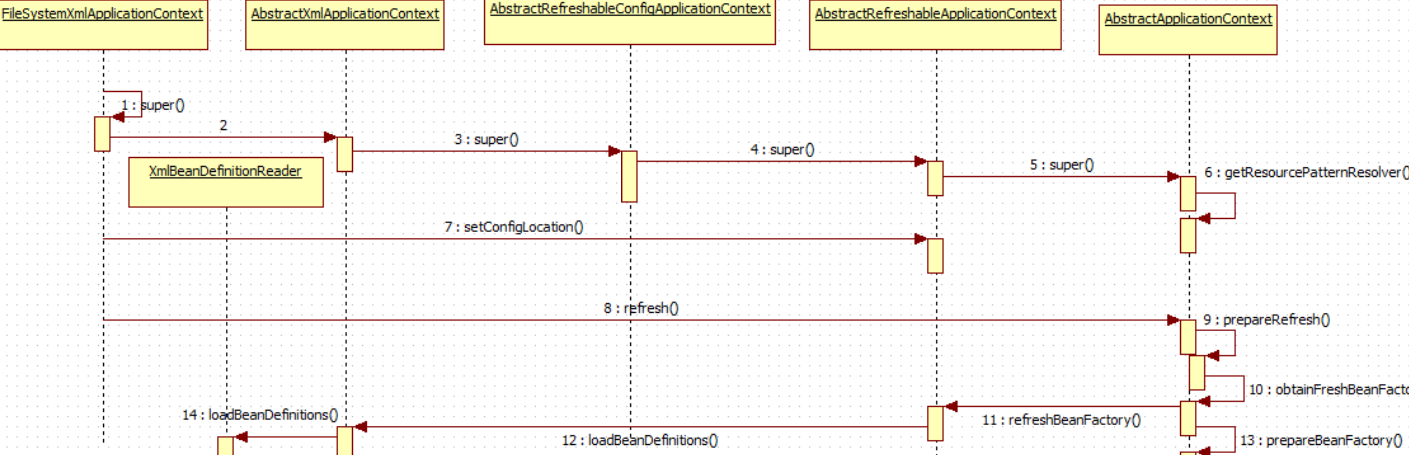 FileSystemXmlApplicationContext
AbstractXmlApplicationContext
AbstractRefreshableConfigApplicationContext
AbstractRefreshableApplicationContext
AbstractApplicationContext
1 : super()
2
3 : super()
4 : super()
5 : super()
6 : getResourcePatternResolver()
XmlBeanDefinitionReader
7 : setConfigLocation()
8 : refresh()
9 : prepareRefresh()
10 : obtainFreshBeanFacto
11 : refreshBeanFactory()
14 : loadBeanDefinitions()
12 : loadBeanDefinitions()
13 : prepareBeanFactory()